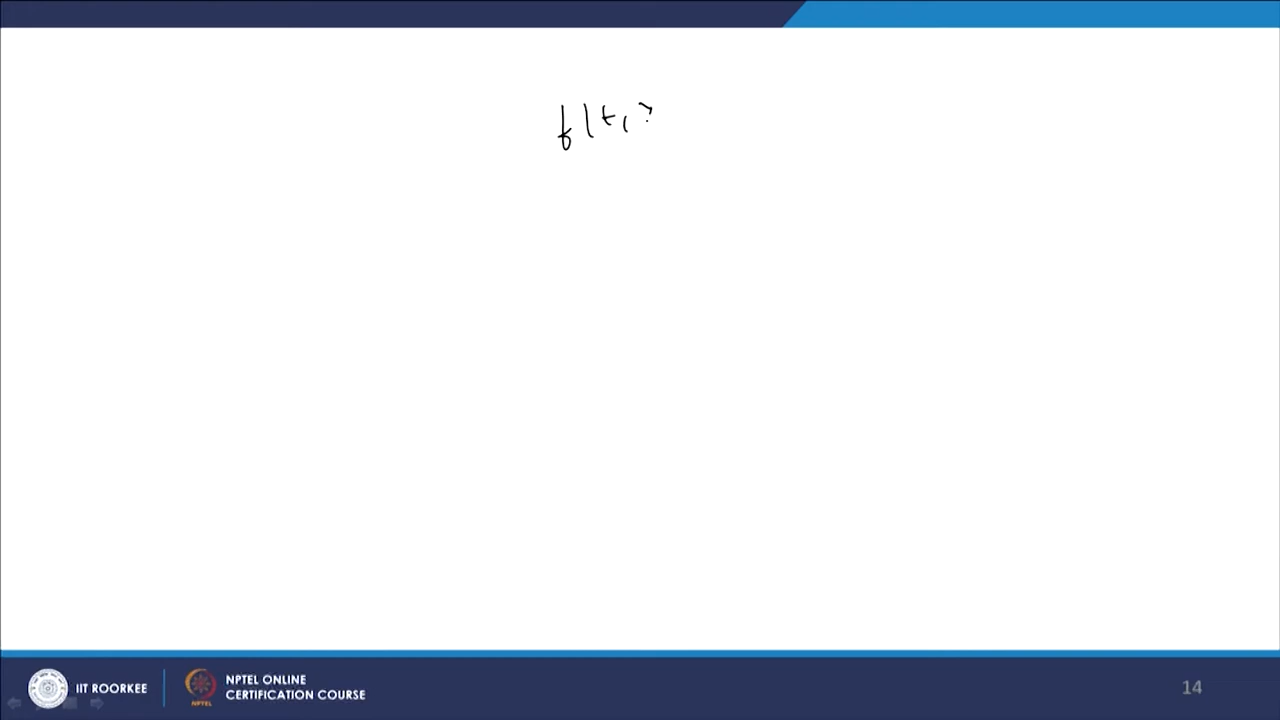 f(t,
IIT ROORKEE
NPTEL ONLINE
CERTIFICATION COURSE
14